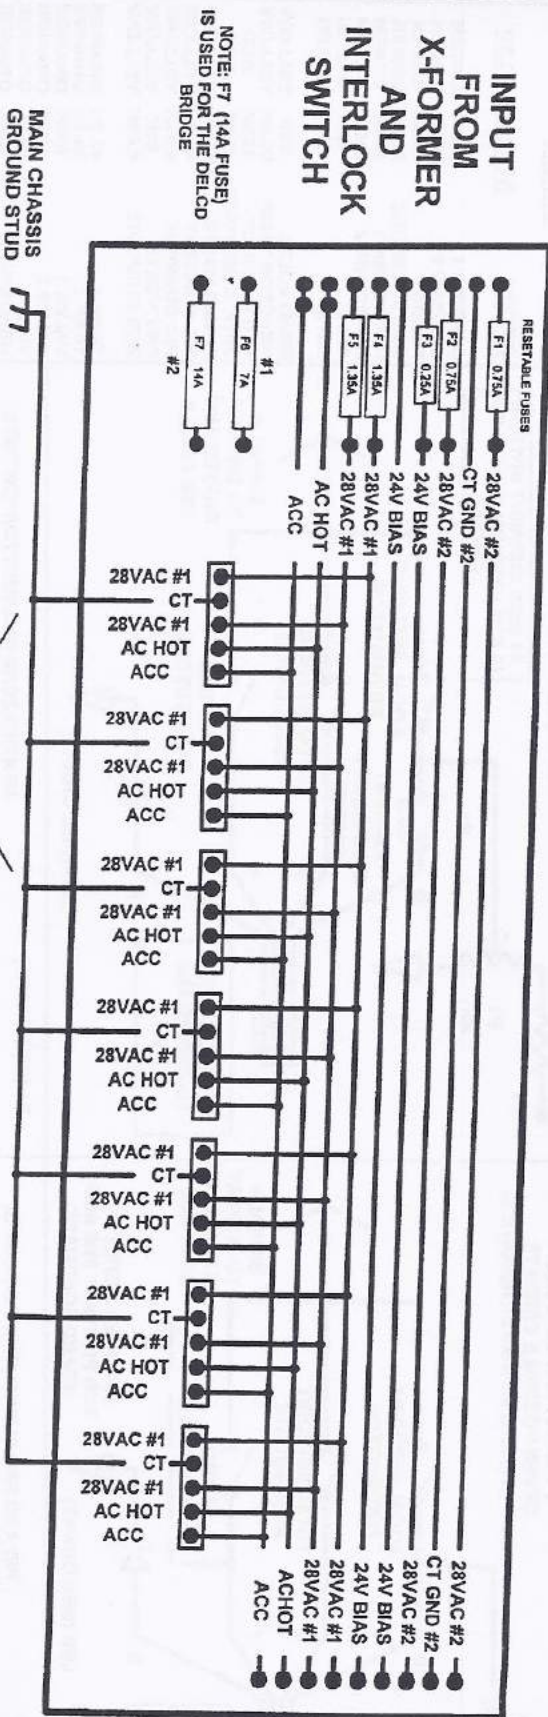 INPUT
FROM
X-FORMER
AND
INTERLOCK
SWITCH
NOTE: F7 (14A FUSE)
IS USED FOR THE DELCD
BRIDGE
MAIN CHASSIS
GROUND STUD
RESETABLE FUSES
F1 0.75A
F2 0.75A
F3 0.25A
F4 1.35A
F5 1.35A
#1
F6 7A
F7 14A
#2
28VAC #2
CT GND #2
28VAC #2
24V BIAS
24V BIAS
28VAC #1
28VAC #1
AC HOT
ACC
28VAC #1
CT
28VAC #1
AC HOT
ACC
28VAC #1
CT
28VAC #1
AC HOT
ACC
28VAC #1
CT
28VAC #1
AC HOT
ACC
28VAC #1
CT
28VAC #1
AC HOT
ACC
28VAC #1
CT
28VAC #1
AC HOT
ACC
28VAC #1
CT
28VAC #1
AC HOT
ACC
28VAC #1
CT
28VAC #1
AC HOT
ACC
28VAC #2
CT GND #2
28VAC #2
24V BIAS
24V BIAS
28VAC #1
28VAC #1
ACHOT
ACC